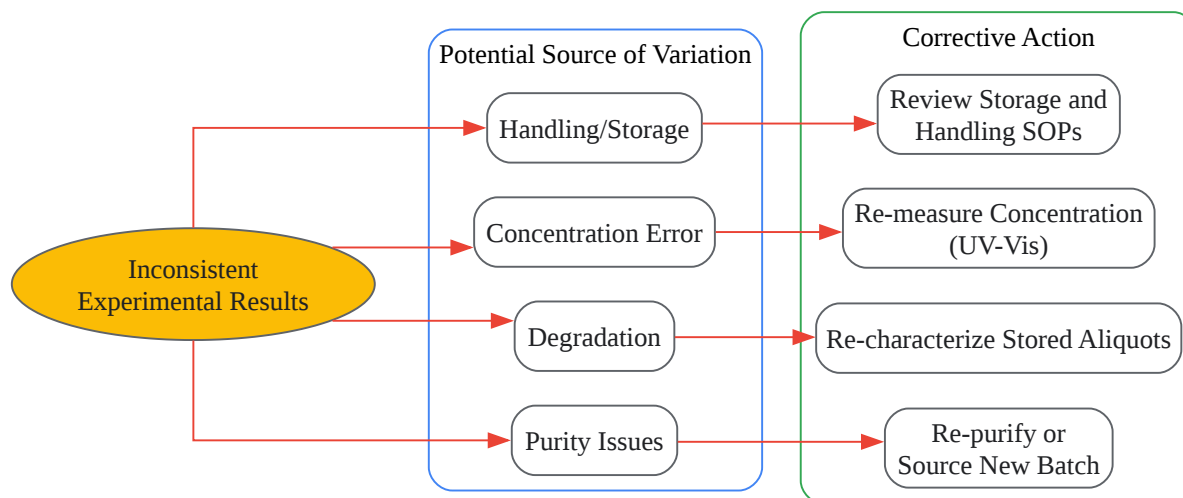 Potential Source of Variation
Corrective Action
Inconsistent
Experimental Results
Handling/Storage
Concentration Error
Degradation
Purity Issues
Review Storage and
Handling SOPs
Re-measure Concentration
(UV-Vis)
Re-characterize Stored Aliquots
Re-purify or
Source New Batch